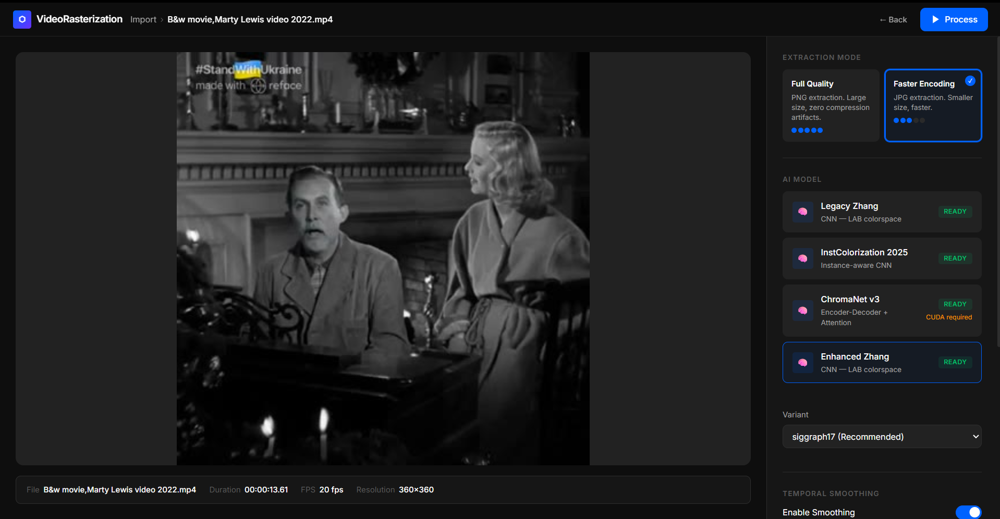 VideoRasterization Import › B&w movie,Marty Lewis video 2022.mp4
← Back
Process
#StandWithUkraine
made with reface
File B&w movie,Marty Lewis video 2022.mp4 Duration 00:00:13.61 FPS 20 fps Resolution 360×360
EXTRACTION MODE
Full Quality
PNG extraction. Large
size, zero compression
artifacts.
Faster Encoding
JPG extraction. Smaller
size, faster.
AI MODEL
Legacy Zhang
CNN — LAB colorspace
READY
InstColorization 2025
Instance-aware CNN
READY
ChromaNet v3
Encoder-Decoder +
Attention
READY
CUDA required
Enhanced Zhang
CNN — LAB colorspace
READY
Variant
siggraph17 (Recommended)
TEMPORAL SMOOTHING
Enable Smoothing